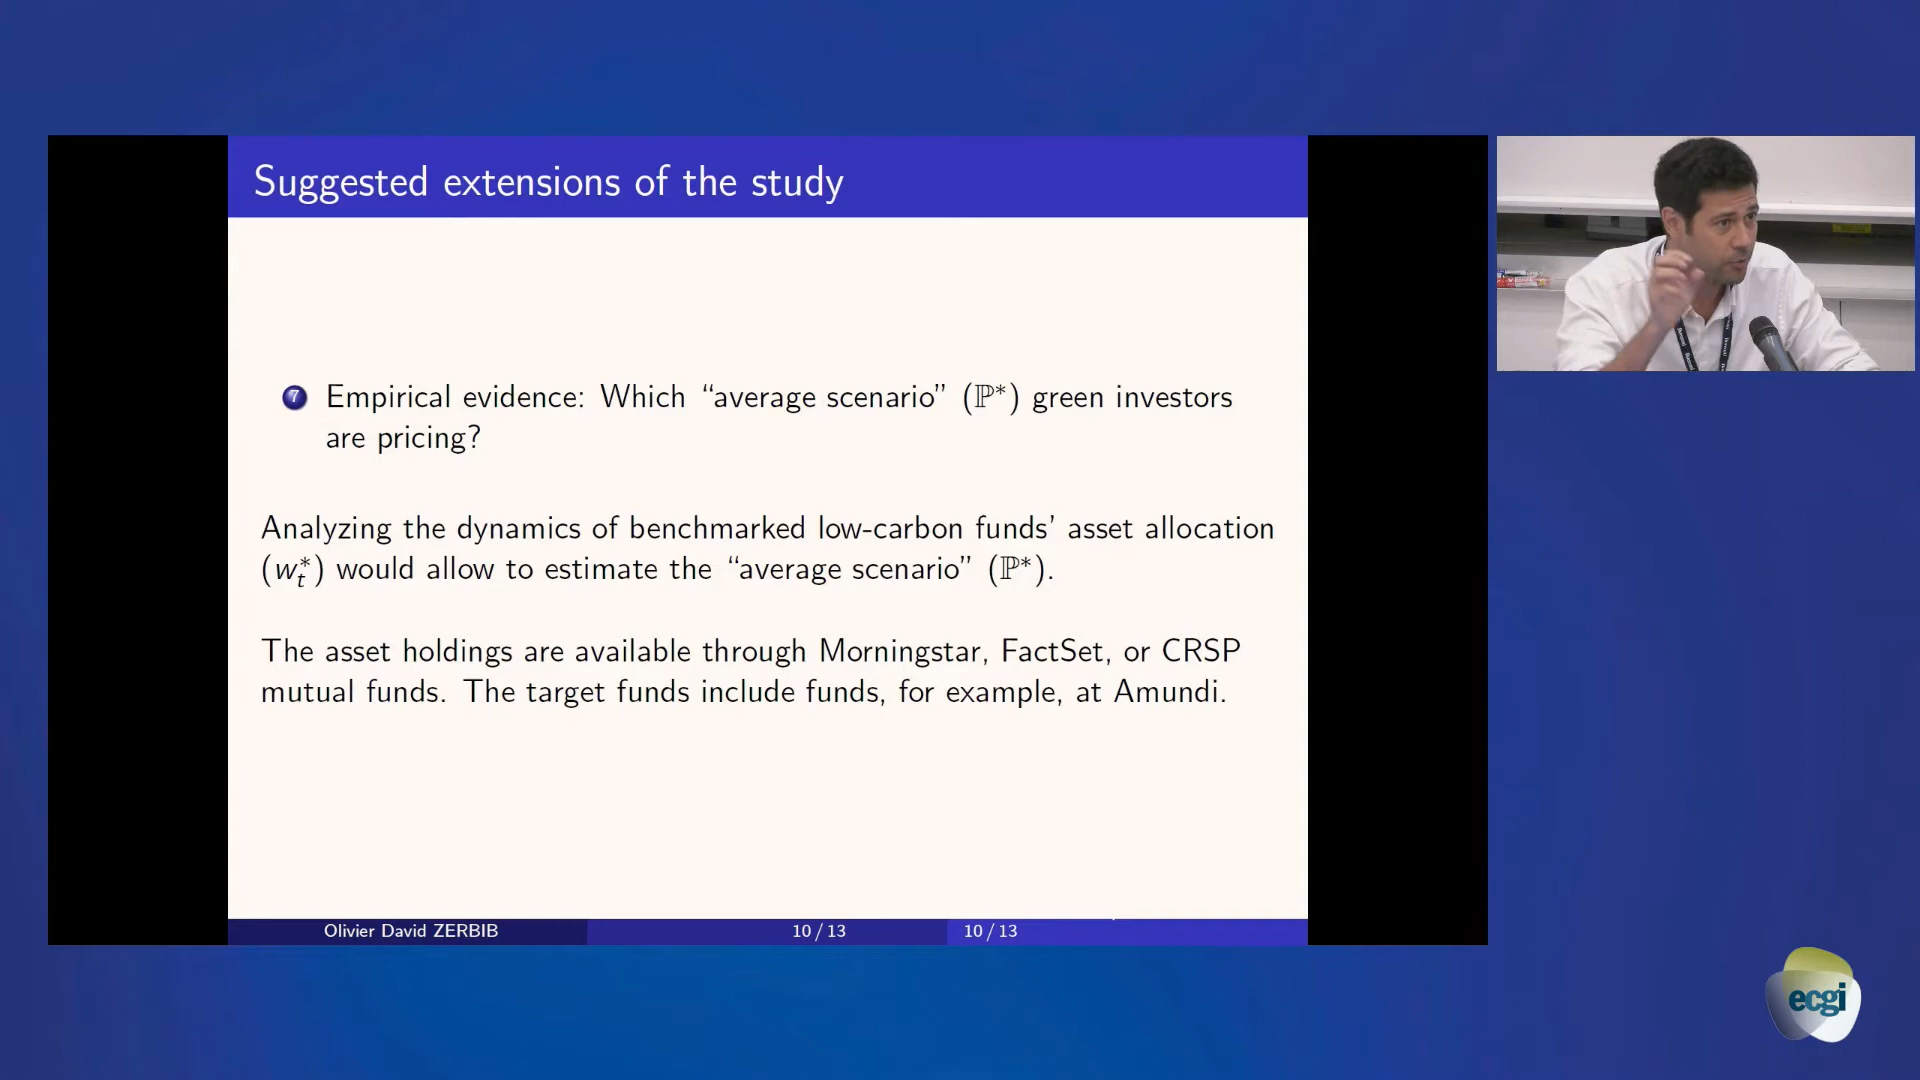 Suggested extensions of the study
7 Empirical evidence: Which “average scenario” (ℙ*) green investors
are pricing?
Analyzing the dynamics of benchmarked low-carbon funds’ asset allocation
(w*t) would allow to estimate the “average scenario” (ℙ*).
The asset holdings are available through Morningstar, FactSet, or CRSP
mutual funds. The target funds include funds, for example, at Amundi.
Olivier David ZERBIB 10 / 13 10 / 13
ecgi